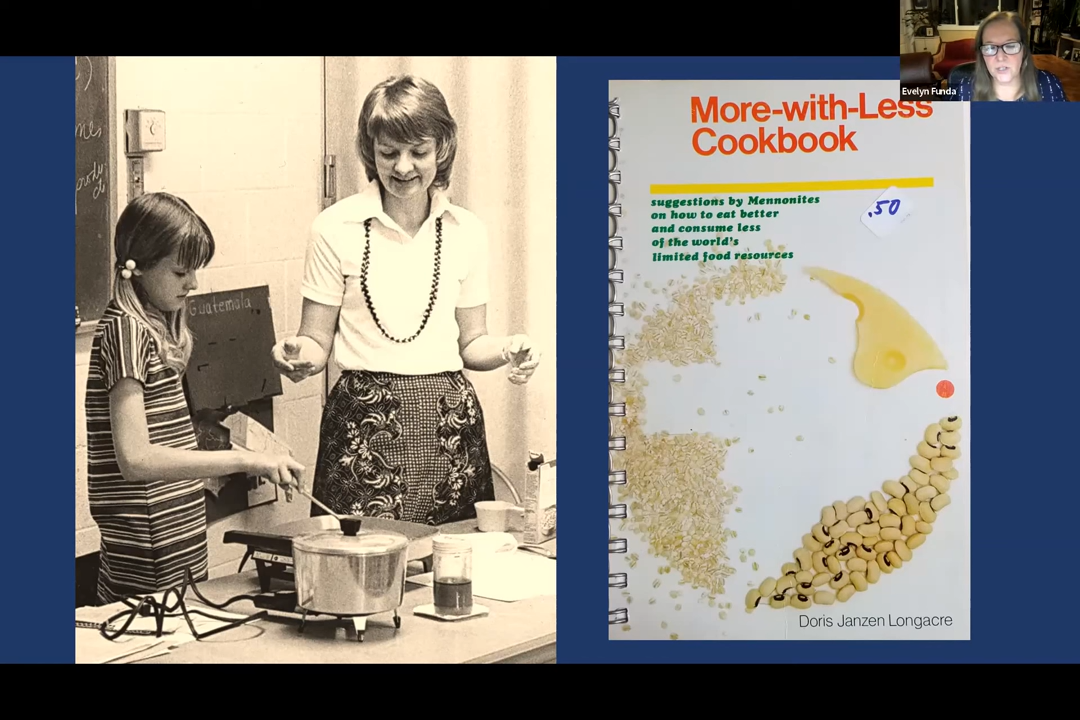 Evelyn Funda
Guatemala
More-with-Less
Cookbook
suggestions by Mennonites
on how to eat better
and consume less
of the world's
limited food resources
.50
Doris Janzen Longacre